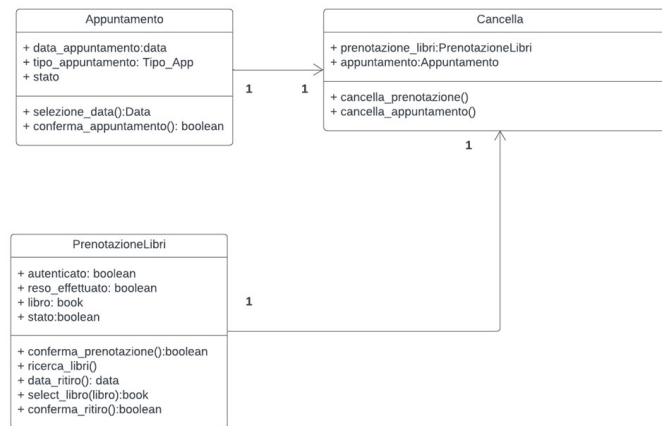 Appuntamento
+ data_appuntamento:data
+ tipo_appuntamento: Tipo_App
+ stato
+ selezione_data():Data
+ conferma_appuntamento(): boolean
1
1
Cancella
+ prenotazione_libri:PrenotazioneLibri
+ appuntamento:Appuntamento
+ cancella_prenotazione()
+ cancella_appuntamento()
1
PrenotazioneLibri
+ autenticato: boolean
+ reso_effettuato: boolean
+ libro: book
+ stato:boolean
+ conferma_prenotazione():boolean
+ ricerca_libri()
+ data_ritiro(): data
+ select_libro(libro):book
+ conferma_ritiro():boolean
1